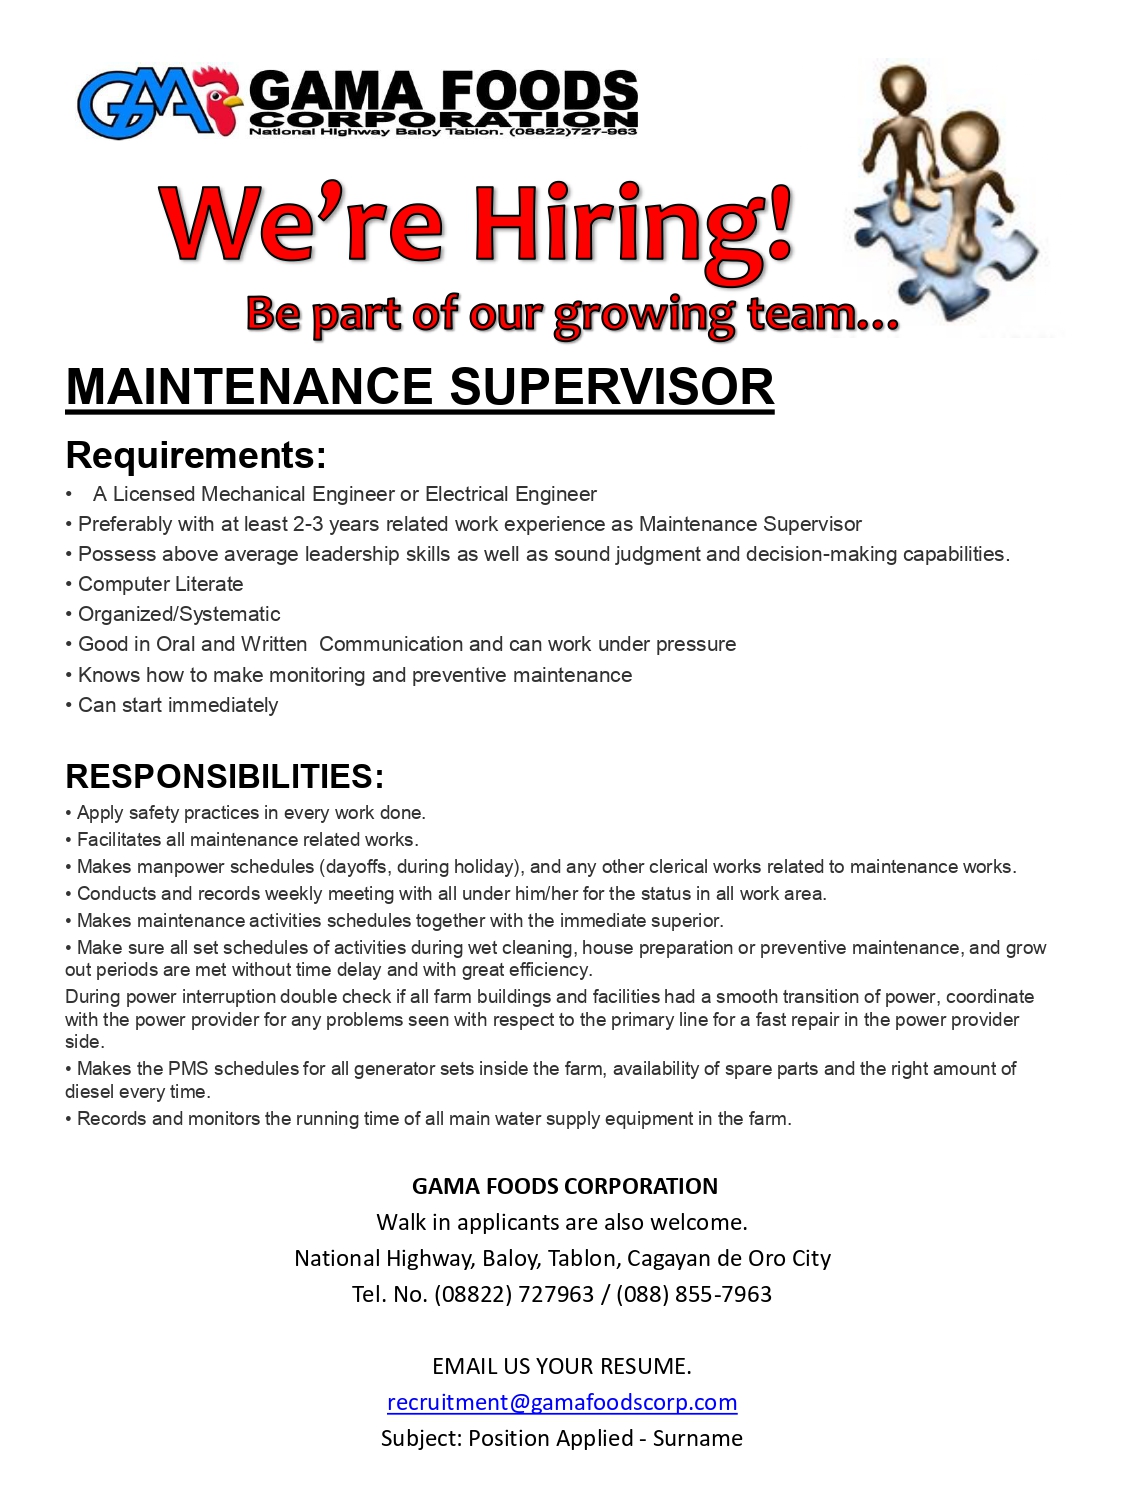 GMA GAMA FOODS
CORPORATION
National Highway Baloy Tablon. (08822)727-963
We're Hiring!
Be part of our growing team...
MAINTENANCE SUPERVISOR
Requirements:
• A Licensed Mechanical Engineer or Electrical Engineer
• Preferably with at least 2-3 years related work experience as Maintenance Supervisor
• Possess above average leadership skills as well as sound judgment and decision-making capabilities.
• Computer Literate
• Organized/Systematic
• Good in Oral and Written  Communication and can work under pressure
• Knows how to make monitoring and preventive maintenance
• Can start immediately
RESPONSIBILITIES:
• Apply safety practices in every work done.
• Facilitates all maintenance related works.
• Makes manpower schedules (dayoffs, during holiday), and any other clerical works related to maintenance works.
• Conducts and records weekly meeting with all under him/her for the status in all work area.
• Makes maintenance activities schedules together with the immediate superior.
• Make sure all set schedules of activities during wet cleaning, house preparation or preventive maintenance, and grow
out periods are met without time delay and with great efficiency.
During power interruption double check if all farm buildings and facilities had a smooth transition of power, coordinate
with the power provider for any problems seen with respect to the primary line for a fast repair in the power provider
side.
• Makes the PMS schedules for all generator sets inside the farm, availability of spare parts and the right amount of
diesel every time.
• Records and monitors the running time of all main water supply equipment in the farm.
GAMA FOODS CORPORATION
Walk in applicants are also welcome.
National Highway, Baloy, Tablon, Cagayan de Oro City
Tel. No. (08822) 727963 / (088) 855-7963
EMAIL US YOUR RESUME.
recruitment@gamafoodscorp.com
Subject: Position Applied - Surname